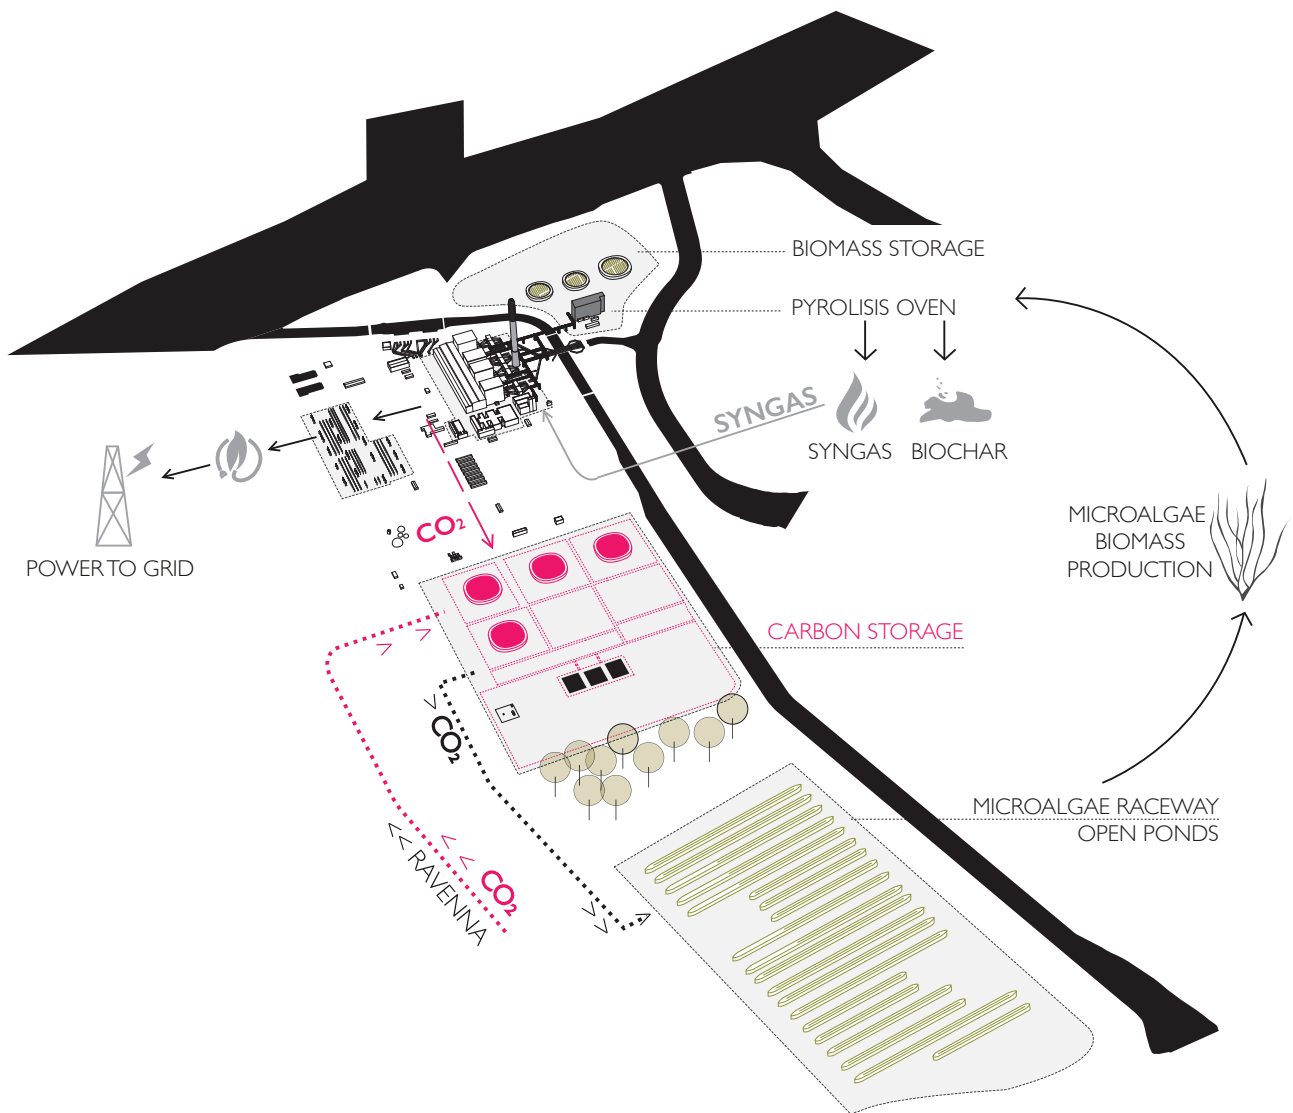 BIOMASS STORAGE
PYROLISIS OVEN
SYNGAS
SYNGAS
BIOCHAR
CO2
POWER TO GRID
MICROALGAE
BIOMASS
PRODUCTION
CARBON STORAGE
CO2
MICROALGAE RACEWAY
OPEN PONDS
<< RAVENNA
CO2